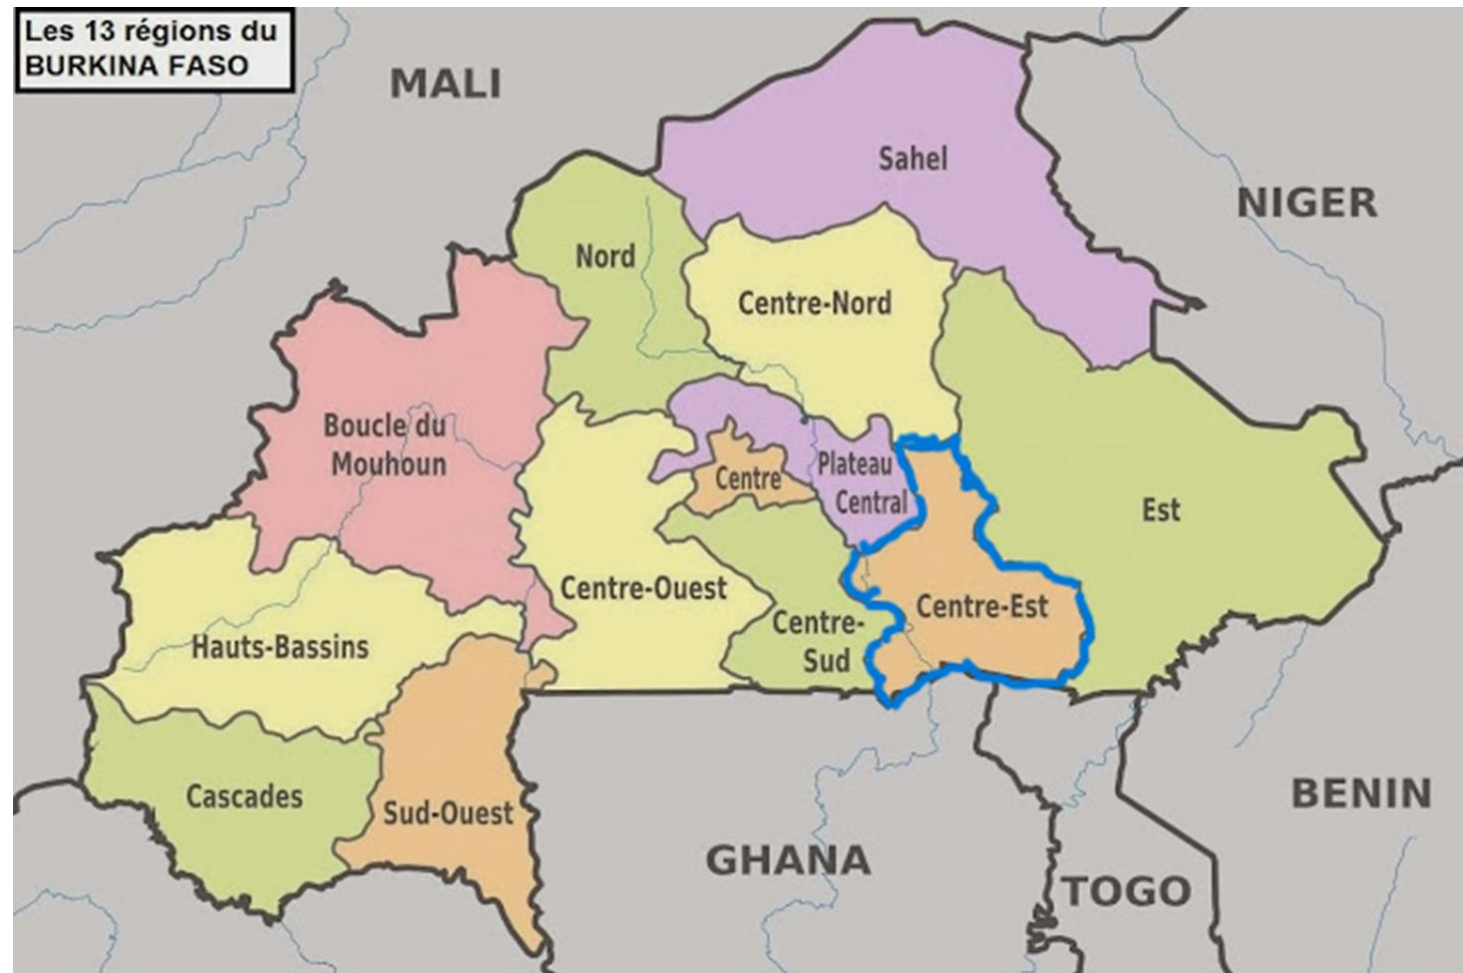 Les 13 régions du
BURKINA FASO
MALI
Sahel
NIGER
Nord
Centre-Nord
Boucle du
Mouhoun
Plateau
Central
Centre
Est
Centre-Ouest
Centre-Est
Centre-
Sud
Hauts-Bassins
Cascades
Sud-Ouest
BENIN
GHANA
TOGO